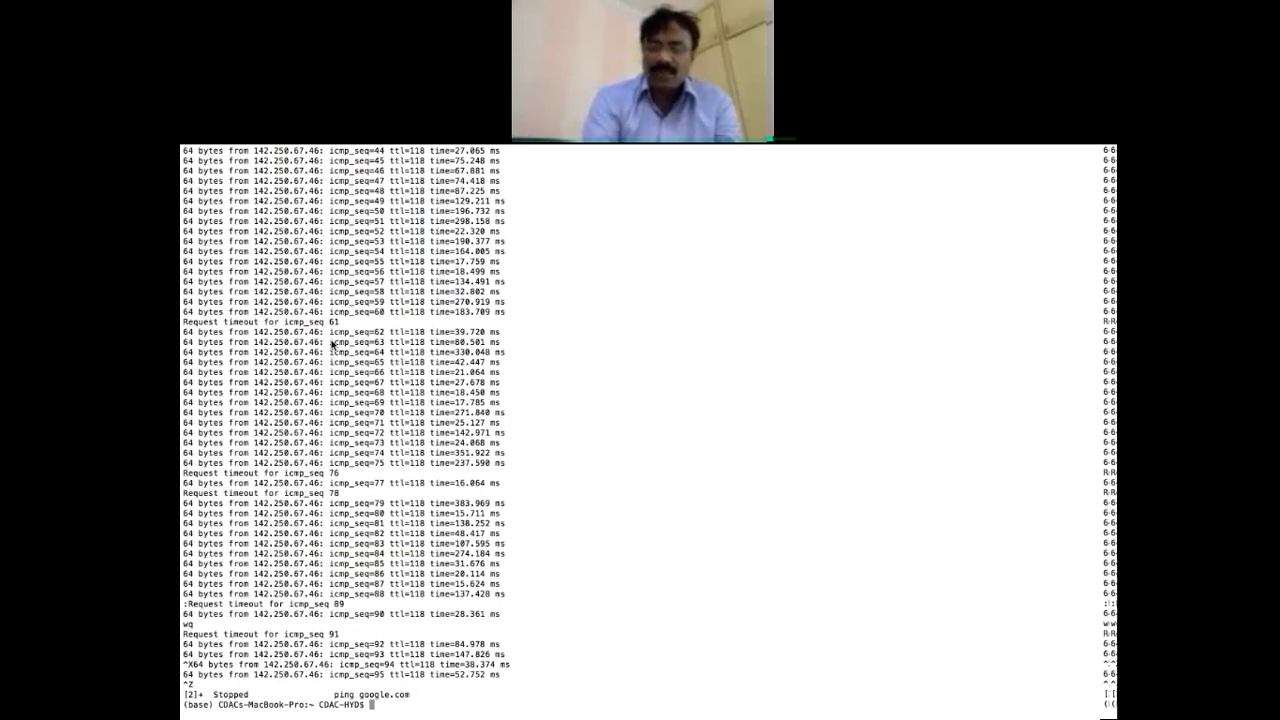 64 bytes from 142.250.67.46: icmp_seq=44 ttl=118 time=27.065 ms
64 bytes from 142.250.67.46: icmp_seq=45 ttl=118 time=75.248 ms
64 bytes from 142.250.67.46: icmp_seq=46 ttl=118 time=67.881 ms
64 bytes from 142.250.67.46: icmp_seq=47 ttl=118 time=74.418 ms
64 bytes from 142.250.67.46: icmp_seq=48 ttl=118 time=87.225 ms
64 bytes from 142.250.67.46: icmp_seq=49 ttl=118 time=129.211 ms
64 bytes from 142.250.67.46: icmp_seq=50 ttl=118 time=196.732 ms
64 bytes from 142.250.67.46: icmp_seq=51 ttl=118 time=298.158 ms
64 bytes from 142.250.67.46: icmp_seq=52 ttl=118 time=22.320 ms
64 bytes from 142.250.67.46: icmp_seq=53 ttl=118 time=190.377 ms
64 bytes from 142.250.67.46: icmp_seq=54 ttl=118 time=164.005 ms
64 bytes from 142.250.67.46: icmp_seq=55 ttl=118 time=17.759 ms
64 bytes from 142.250.67.46: icmp_seq=56 ttl=118 time=18.499 ms
64 bytes from 142.250.67.46: icmp_seq=57 ttl=118 time=134.491 ms
64 bytes from 142.250.67.46: icmp_seq=58 ttl=118 time=32.802 ms
64 bytes from 142.250.67.46: icmp_seq=59 ttl=118 time=270.919 ms
64 bytes from 142.250.67.46: icmp_seq=60 ttl=118 time=183.709 ms
Request timeout for icmp_seq 61
64 bytes from 142.250.67.46: icmp_seq=62 ttl=118 time=39.720 ms
64 bytes from 142.250.67.46: icmp_seq=63 ttl=118 time=80.501 ms
64 bytes from 142.250.67.46: icmp_seq=64 ttl=118 time=330.048 ms
64 bytes from 142.250.67.46: icmp_seq=65 ttl=118 time=42.447 ms
64 bytes from 142.250.67.46: icmp_seq=66 ttl=118 time=21.064 ms
64 bytes from 142.250.67.46: icmp_seq=67 ttl=118 time=27.678 ms
64 bytes from 142.250.67.46: icmp_seq=68 ttl=118 time=18.450 ms
64 bytes from 142.250.67.46: icmp_seq=69 ttl=118 time=17.785 ms
64 bytes from 142.250.67.46: icmp_seq=70 ttl=118 time=271.840 ms
64 bytes from 142.250.67.46: icmp_seq=71 ttl=118 time=25.127 ms
64 bytes from 142.250.67.46: icmp_seq=72 ttl=118 time=142.971 ms
64 bytes from 142.250.67.46: icmp_seq=73 ttl=118 time=24.068 ms
64 bytes from 142.250.67.46: icmp_seq=74 ttl=118 time=351.922 ms
64 bytes from 142.250.67.46: icmp_seq=75 ttl=118 time=237.590 ms
Request timeout for icmp_seq 76
64 bytes from 142.250.67.46: icmp_seq=77 ttl=118 time=16.064 ms
Request timeout for icmp_seq 78
64 bytes from 142.250.67.46: icmp_seq=79 ttl=118 time=383.969 ms
64 bytes from 142.250.67.46: icmp_seq=80 ttl=118 time=15.711 ms
64 bytes from 142.250.67.46: icmp_seq=81 ttl=118 time=138.252 ms
64 bytes from 142.250.67.46: icmp_seq=82 ttl=118 time=48.417 ms
64 bytes from 142.250.67.46: icmp_seq=83 ttl=118 time=107.595 ms
64 bytes from 142.250.67.46: icmp_seq=84 ttl=118 time=274.184 ms
64 bytes from 142.250.67.46: icmp_seq=85 ttl=118 time=31.676 ms
64 bytes from 142.250.67.46: icmp_seq=86 ttl=118 time=20.114 ms
64 bytes from 142.250.67.46: icmp_seq=87 ttl=118 time=15.624 ms
64 bytes from 142.250.67.46: icmp_seq=88 ttl=118 time=137.428 ms
:Request timeout for icmp_seq 89
64 bytes from 142.250.67.46: icmp_seq=90 ttl=118 time=28.361 ms
wq
Request timeout for icmp_seq 91
64 bytes from 142.250.67.46: icmp_seq=92 ttl=118 time=84.978 ms
64 bytes from 142.250.67.46: icmp_seq=93 ttl=118 time=147.826 ms
^X64 bytes from 142.250.67.46: icmp_seq=94 ttl=118 time=38.374 ms
64 bytes from 142.250.67.46: icmp_seq=95 ttl=118 time=52.752 ms
^Z
[2]+  Stopped                 ping google.com
(base) CDACs-MacBook-Pro:~ CDAC-HYD$